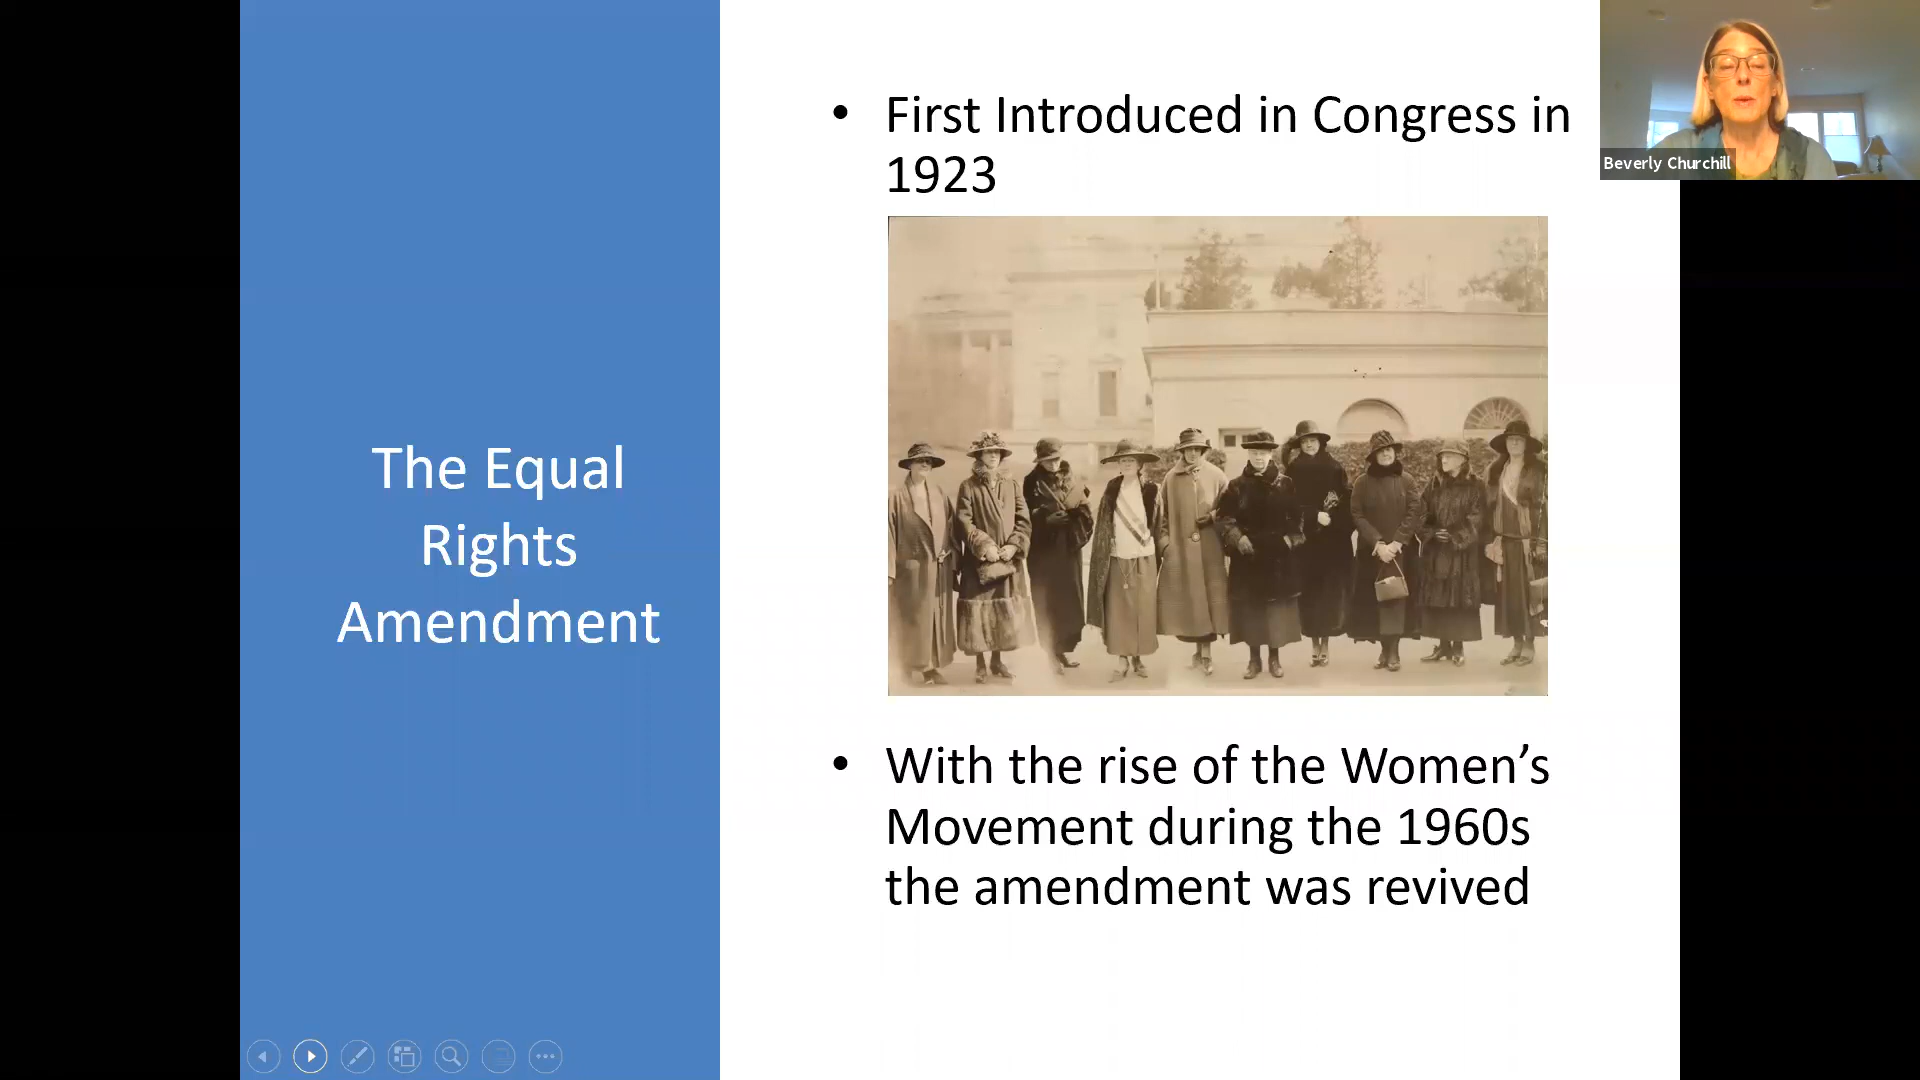 The Equal
Rights
Amendment
• First Introduced in Congress in
1923
• With the rise of the Women’s
Movement during the 1960s
the amendment was revived
Beverly Churchill